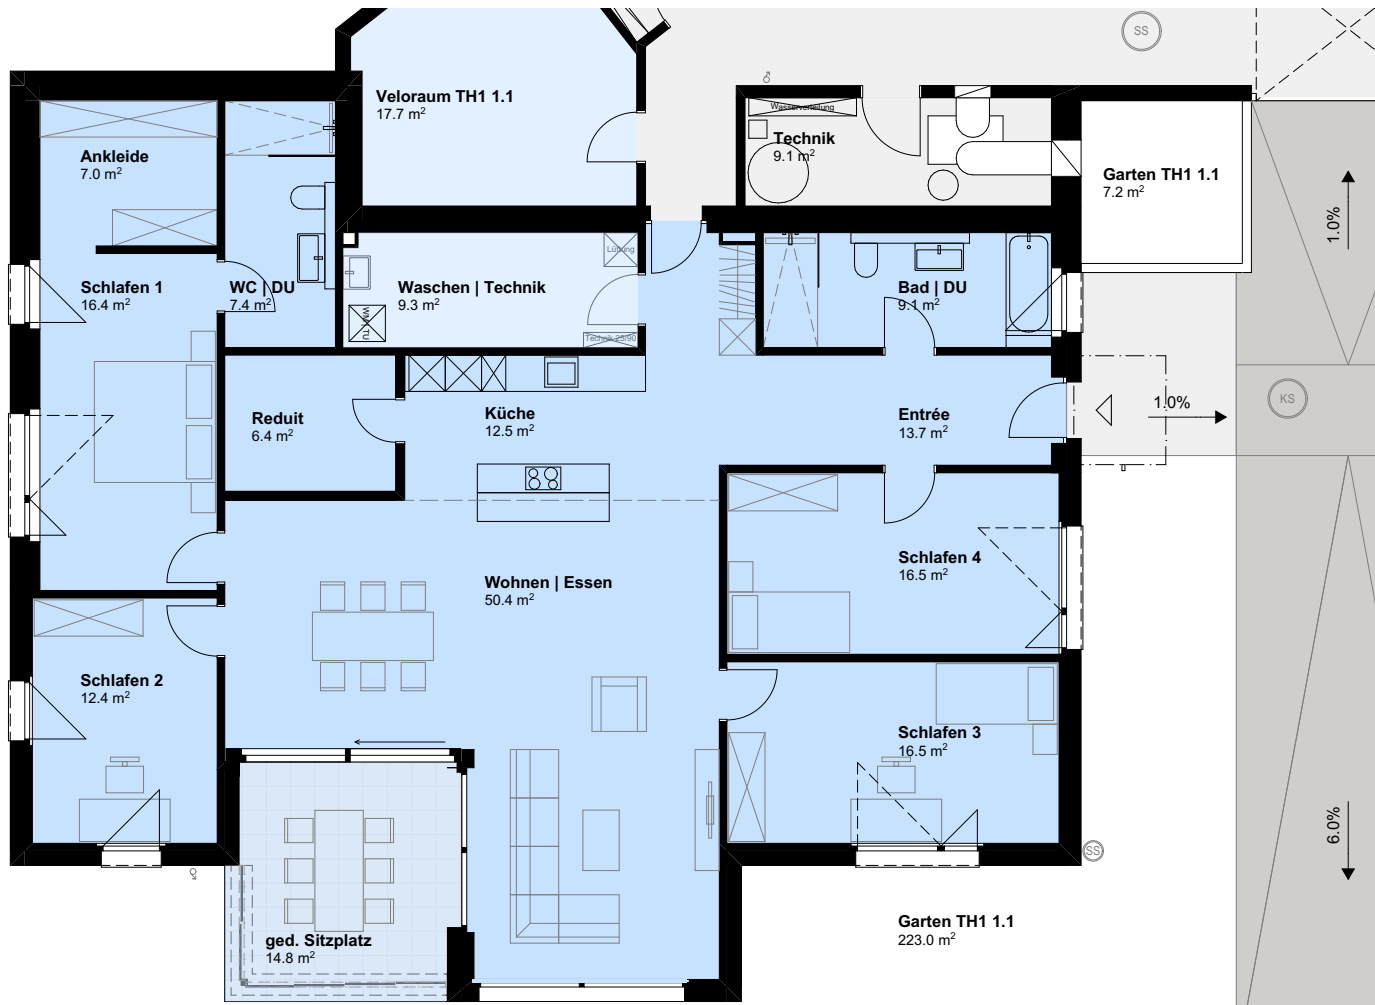 SS
Veloraum TH1 1.1
17.7 m²
Wasserverteilung
Technik
9.1 m²
Ankleide
7.0 m²
Garten TH1 1.1
7.2 m²
1.0%
Lüftung
Schlafen 1
16.4 m²
WC | DU
7.4 m²
Waschen | Technik
9.3 m²
Bad | DU
9.1 m²
WM | TU
Technik 25/90
Reduit
6.4 m²
Küche
12.5 m²
Entrée
13.7 m²
1.0%
KS
Schlafen 4
16.5 m²
Wohnen | Essen
50.4 m²
Schlafen 2
12.4 m²
Schlafen 3
16.5 m²
6.0%
SS
Garten TH1 1.1
223.0 m²
ged. Sitzplatz
14.8 m²